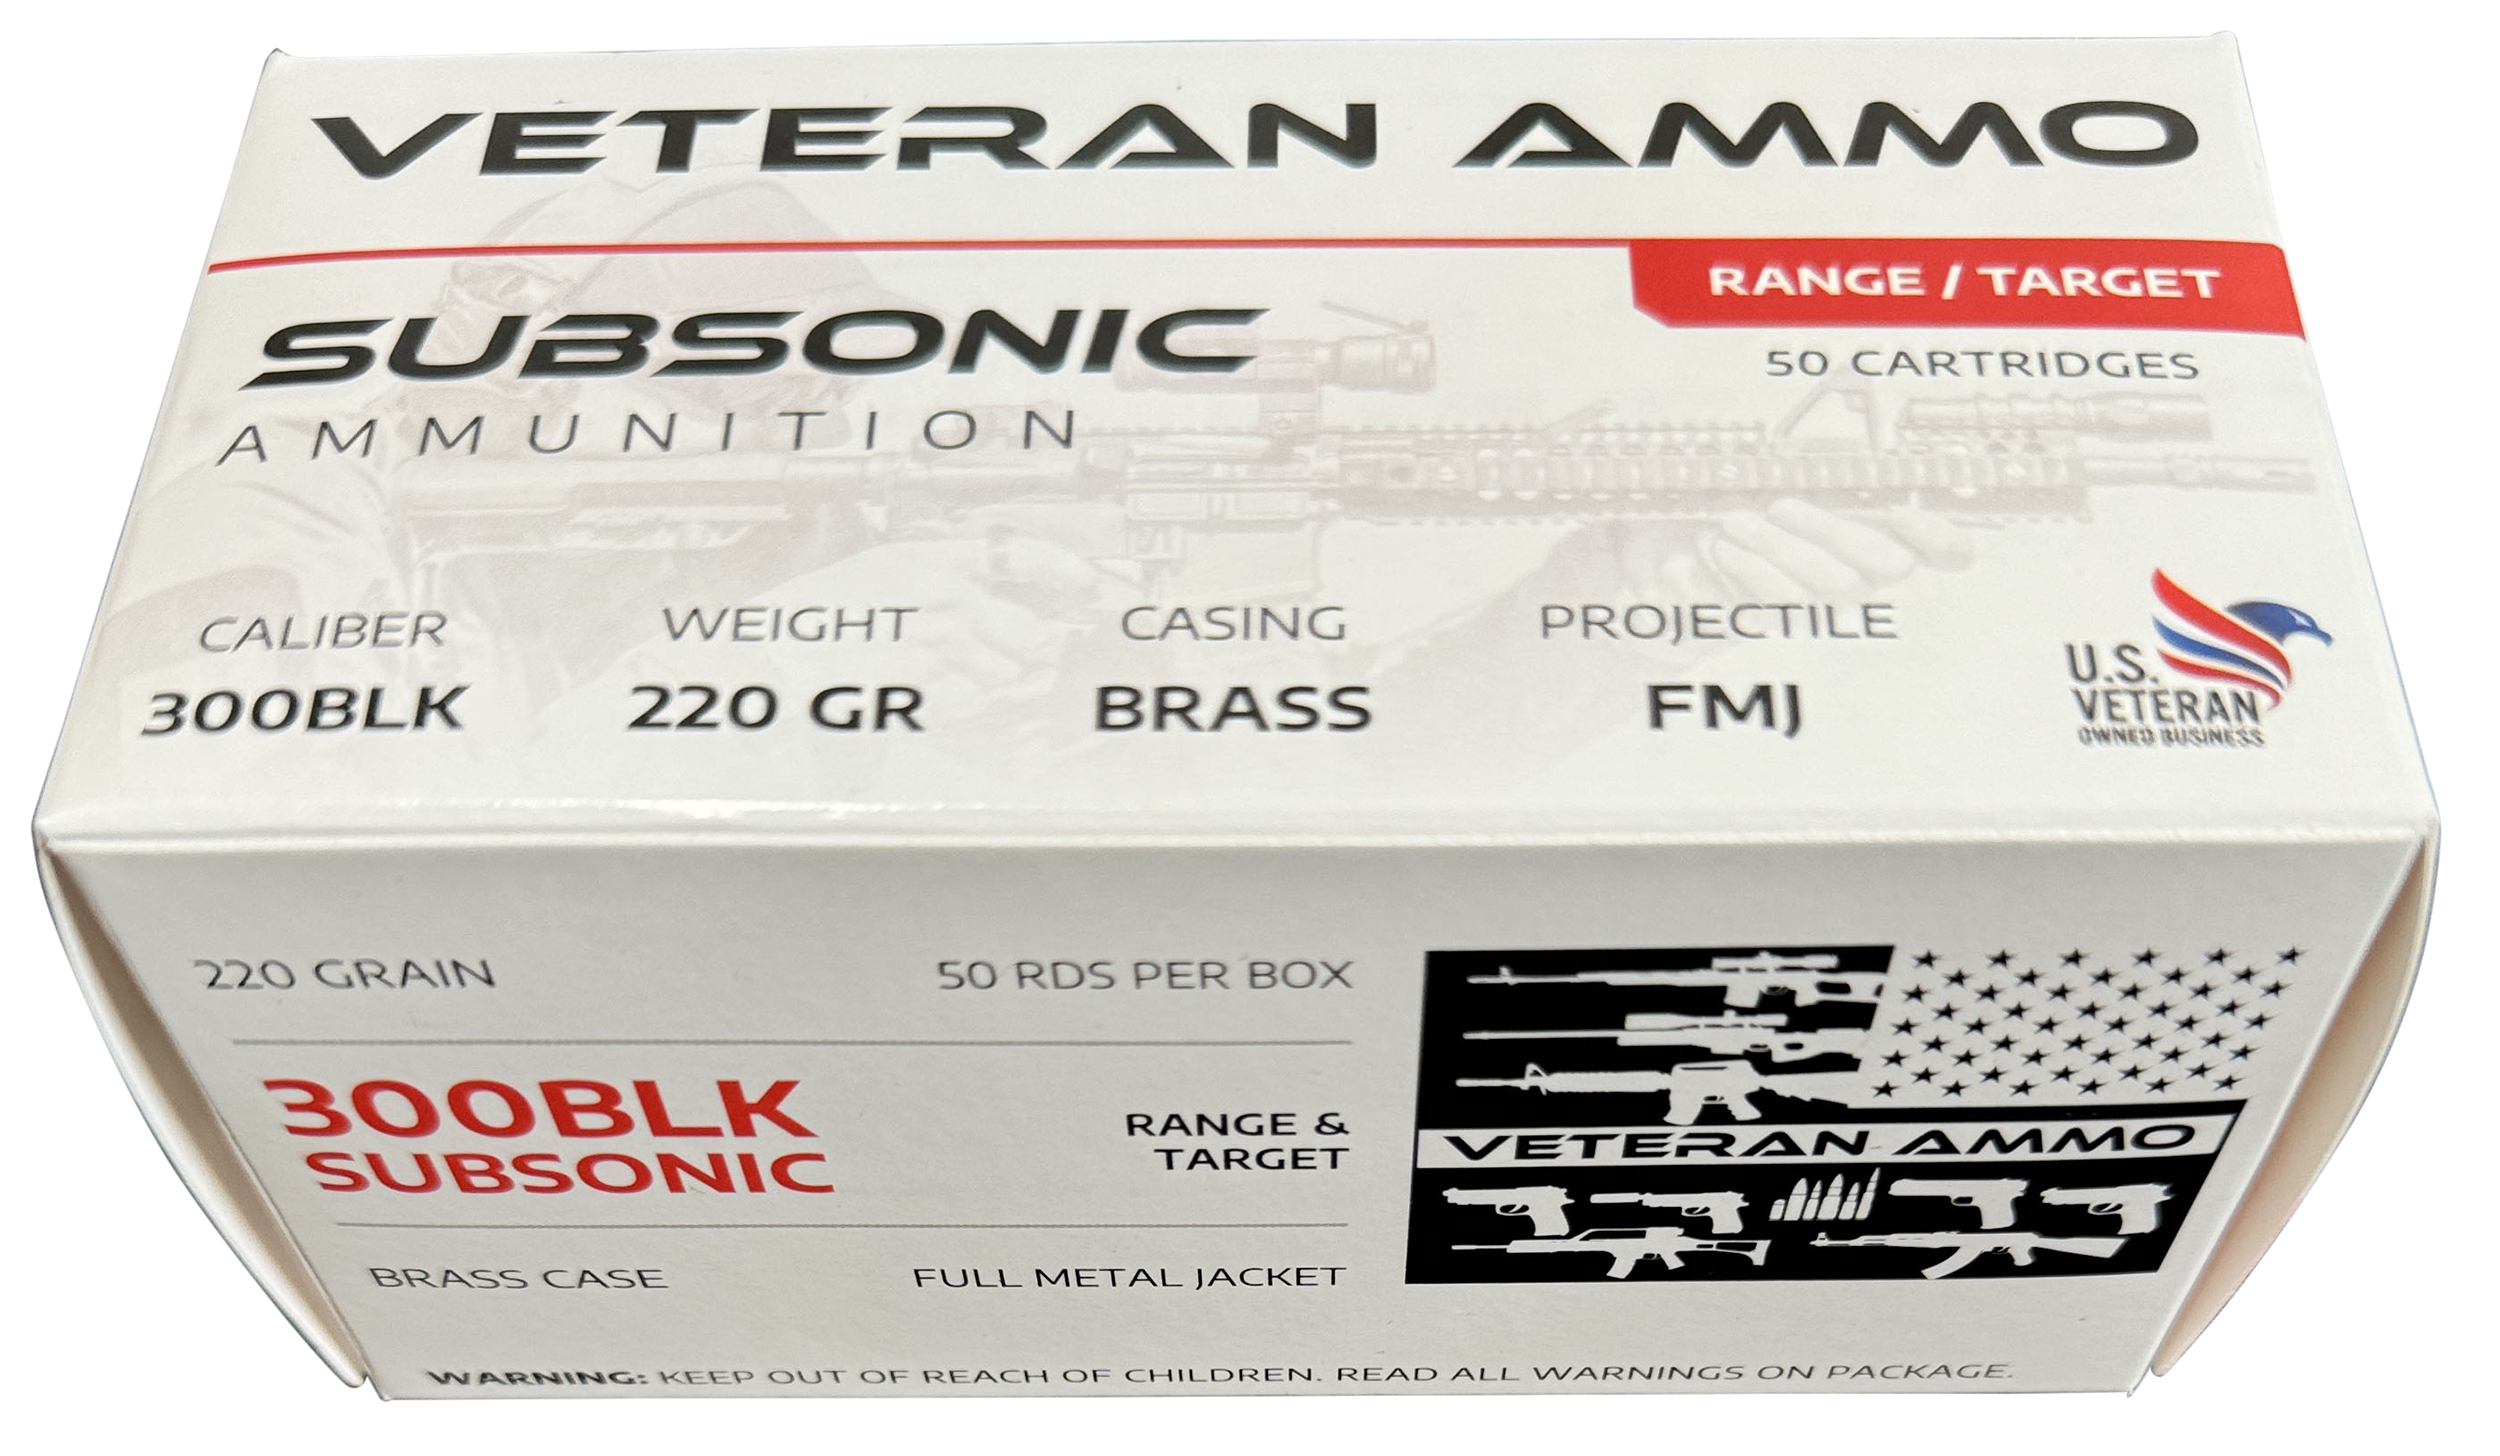 VETERAN AMMO
RANGE / TARGET
SUBSONIC
50 CARTRIDGES
AMMUNITION
CALIBER WEIGHT CASING PROJECTILE
300BLK 220 GR BRASS FMJ
U.S.
VETERAN
OWNED BUSINESS
220 GRAIN 50 RDS PER BOX
300BLK
SUBSONIC
RANGE &
TARGET
BRASS CASE FULL METAL JACKET
VETERAN AMMO
WARNING: KEEP OUT OF REACH OF CHILDREN. READ ALL WARNINGS ON PACKAGE.